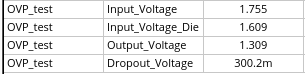 OVP_test Input_Voltage 1.755
OVP_test Input_Voltage_Die 1.609
OVP_test Output_Voltage 1.309
OVP_test Dropout_Voltage 300.2m